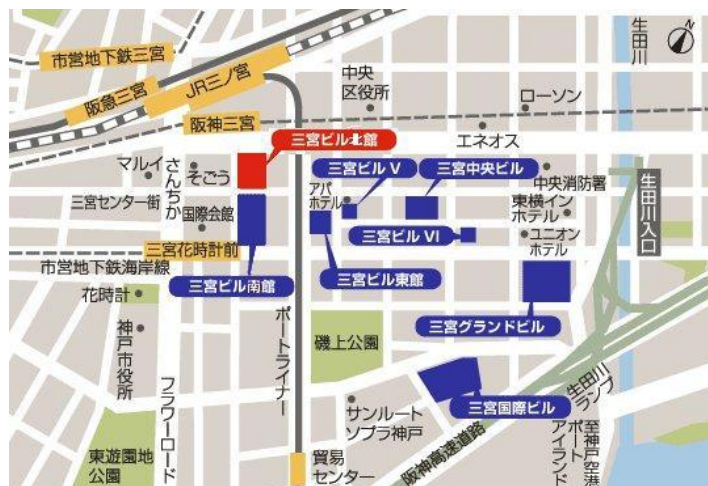 市営地下鉄三宮
阪急三宮
JR三ノ宮
阪神三宮
中央
区役所
ローソン
生田川
N
エネオス
三宮ビル北館
マルイ
さんちか
そごう
三宮ビル V
三宮中央ビル
アパ
ホテル
中央消防署
東横イン
ホテル
生田川入口
三宮センター街
国際会館
三宮ビル VI
ユニオン
ホテル
三宮花時計前
市営地下鉄海岸線
三宮ビル南館
三宮ビル東館
花時計
神戸市役所
ポートライナー
磯上公園
三宮グランドビル
フラワーロード
サンルート
ソプラ神戸
三宮国際ビル
生田川
ランプ
阪神高速道路
東遊園地
公園
貿易
センター
至神戸空港
ポート
アイランド